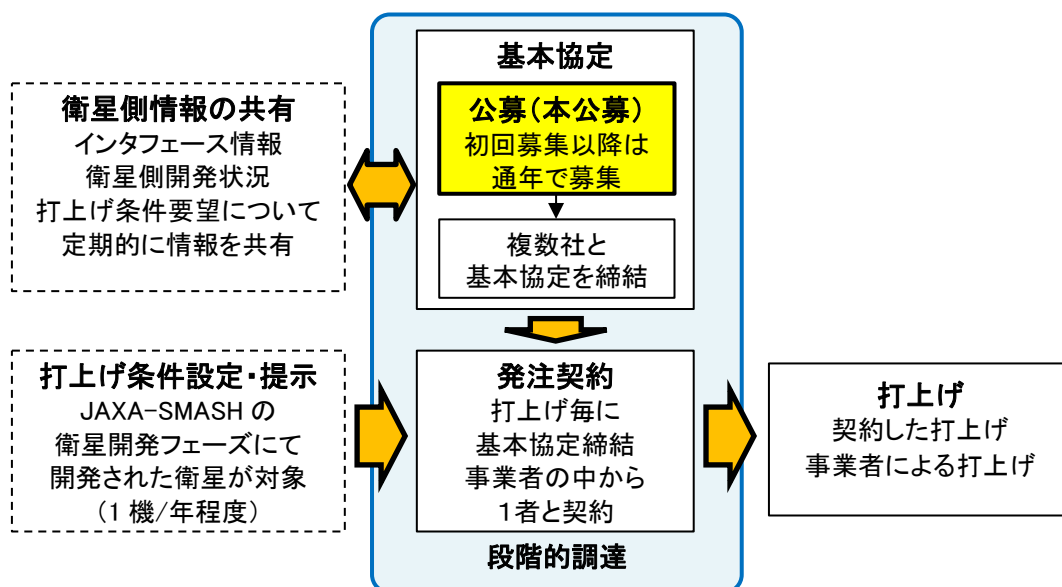 衛星側情報の共有
インタフェース情報
衛星側開発状況
打上げ条件要望について
定期的に情報を共有
基本協定
公募(本公募)
初回募集以降は
通年で募集
複数社と
基本協定を締結
打上げ条件設定・提示
JAXA-SMASH の
衛星開発フェーズにて
開発された衛星が対象
(1 機/年程度)
発注契約
打上げ毎に
基本協定締結
事業者の中から
1者と契約
段階的調達
打上げ
契約した打上げ
事業者による打上げ